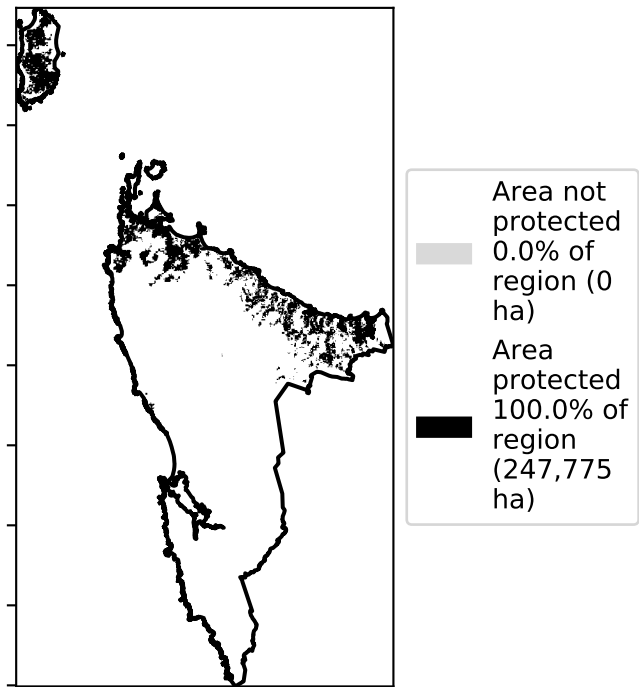 Area not
protected
0.0% of
region (0
ha)
Area
protected
100.0% of
region
(247,775
ha)